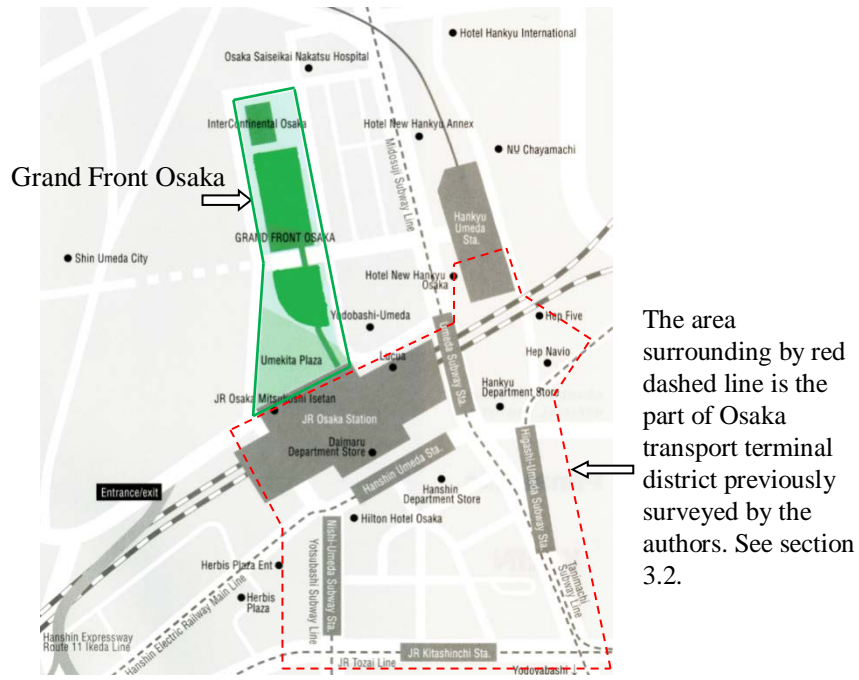 Hotel Hankyu International
Osaka Saiseikai Nakatsu Hospital
InterContinental Osaka
Hotel New Hankyu Annex
NU Chayamachi
Midosuji Subway Line
Grand Front Osaka
Hankyu
Umeda
Sta.
GRAND FRONT OSAKA
Shin Umeda City
Hotel New Hankyu
Osaka
Yodobashi-Umeda
Umeda Subway Sta.
Hep Five
Umekita Plaza
Lucua
Hep Navio
JR Osaka Mitsukoshi Isetan
Hankyu
Department Store
JR Osaka Station
Daimaru
Department Store
Hanshin Umeda Sta.
Higashi-Umeda Subway Sta.
Entrance/exit
Hanshin
Department Store
Hilton Hotel Osaka
Nishi-Umeda Subway Sta.
Yotsubashi Subway Line
Herbis Plaza Ent
Herbis
Plaza
Tanimachi
Subway Line
Hanshin Electric Railway Main Line
Hanshin Expressway
Route 11 Ikeda Line
JR Tozai Line
JR Kitashinchi Sta.
Yodoyabashi
The area
surrounding by red
dashed line is the
part of Osaka
transport terminal
district previously
surveyed by the
authors. See section
3.2.